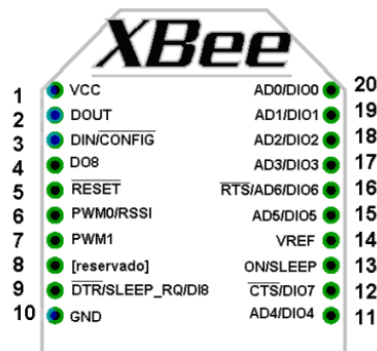 XBee
1 VCC AD0/DIO0 20
2 DOUT AD1/DIO1 19
3 DIN/CONFIG AD2/DIO2 18
4 DO8 AD3/DIO3 17
5 RESET RTS/AD6/DIO6 16
6 PWM0/RSSI AD5/DIO5 15
7 PWM1 VREF 14
8 [reservado] ON/SLEEP 13
9 DTR/SLEEP_RQ/DI8 CTS/DIO7 12
10 GND AD4/DIO4 11